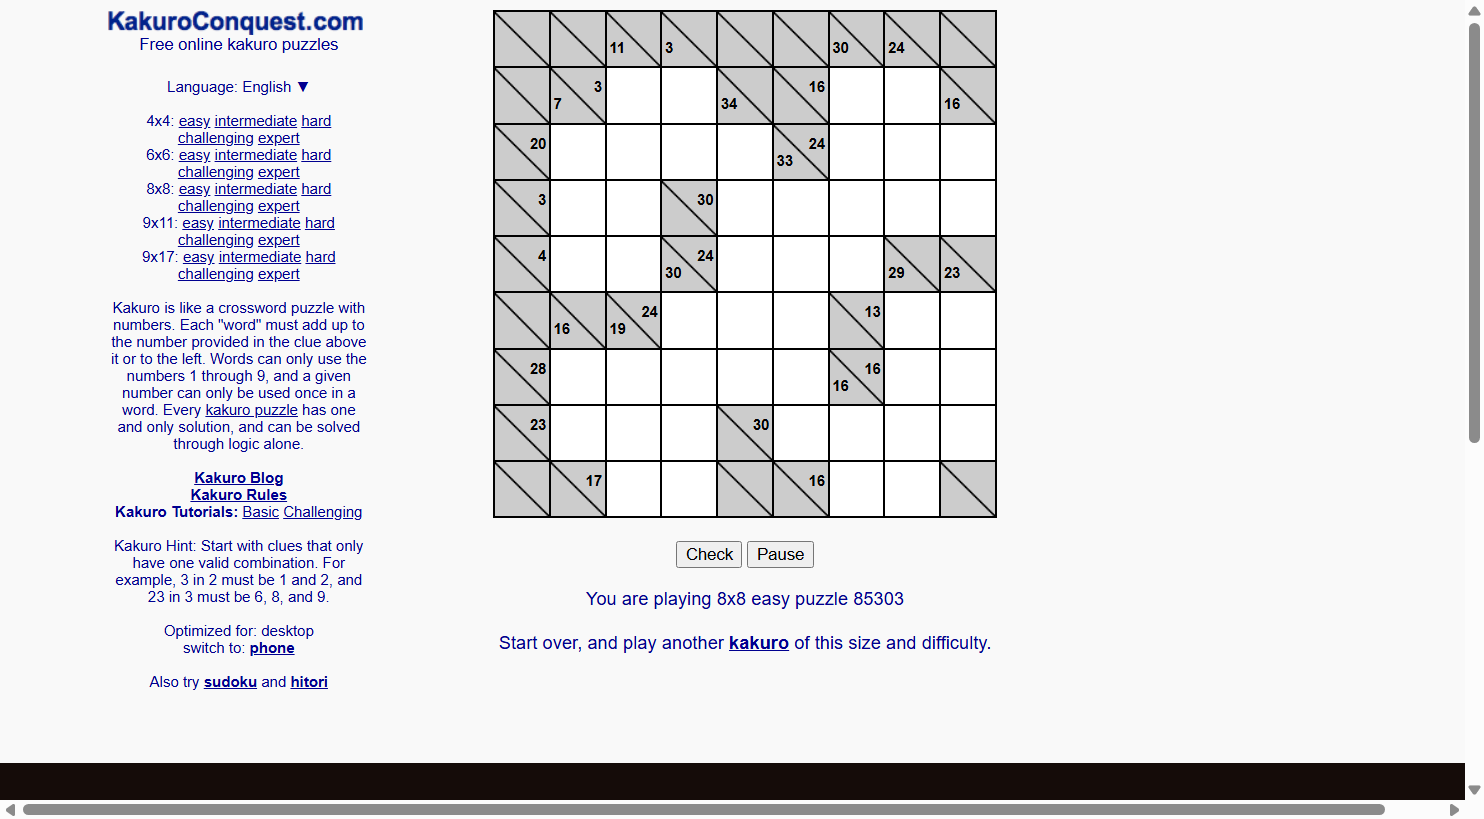 KakuroConquest.com
Free online kakuro puzzles
Language: English ▼
4x4: easy intermediate hard
challenging expert
6x6: easy intermediate hard
challenging expert
8x8: easy intermediate hard
challenging expert
9x11: easy intermediate hard
challenging expert
9x17: easy intermediate hard
challenging expert
Kakuro is like a crossword puzzle with
numbers. Each "word" must add up to
the number provided in the clue above
it or to the left. Words can only use the
numbers 1 through 9, and a given
number can only be used once in a
word. Every kakuro puzzle has one
and only solution, and can be solved
through logic alone.
Kakuro Blog
Kakuro Rules
Kakuro Tutorials: Basic Challenging
Kakuro Hint: Start with clues that only
have one valid combination. For
example, 3 in 2 must be 1 and 2, and
23 in 3 must be 6, 8, and 9.
Optimized for: desktop
switch to: phone
Also try sudoku and hitori
11 3 30 24
3 7 34 16 16
20 24 33
3 30
4 24 30 29 23
16 24 19 13
28 16 16
23 30
17 16
Check Pause
You are playing 8x8 easy puzzle 85303
Start over, and play another kakuro of this size and difficulty.